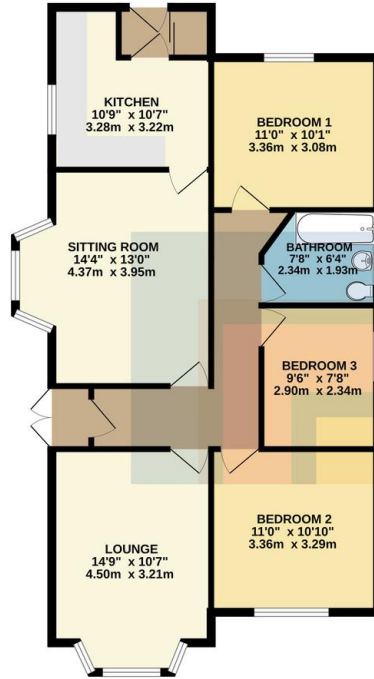 KITCHEN
10'9" x 10'7"
3.28m x 3.22m
BEDROOM 1
11'0" x 10'1"
3.36m x 3.08m
SITTING ROOM
14'4" x 13'0"
4.37m x 3.95m
BATHROOM
7'8" x 6'4"
2.34m x 1.93m
BEDROOM 3
9'6" x 7'8"
2.90m x 2.34m
LOUNGE
14'9" x 10'7"
4.50m x 3.21m
BEDROOM 2
11'0" x 10'10"
3.36m x 3.29m